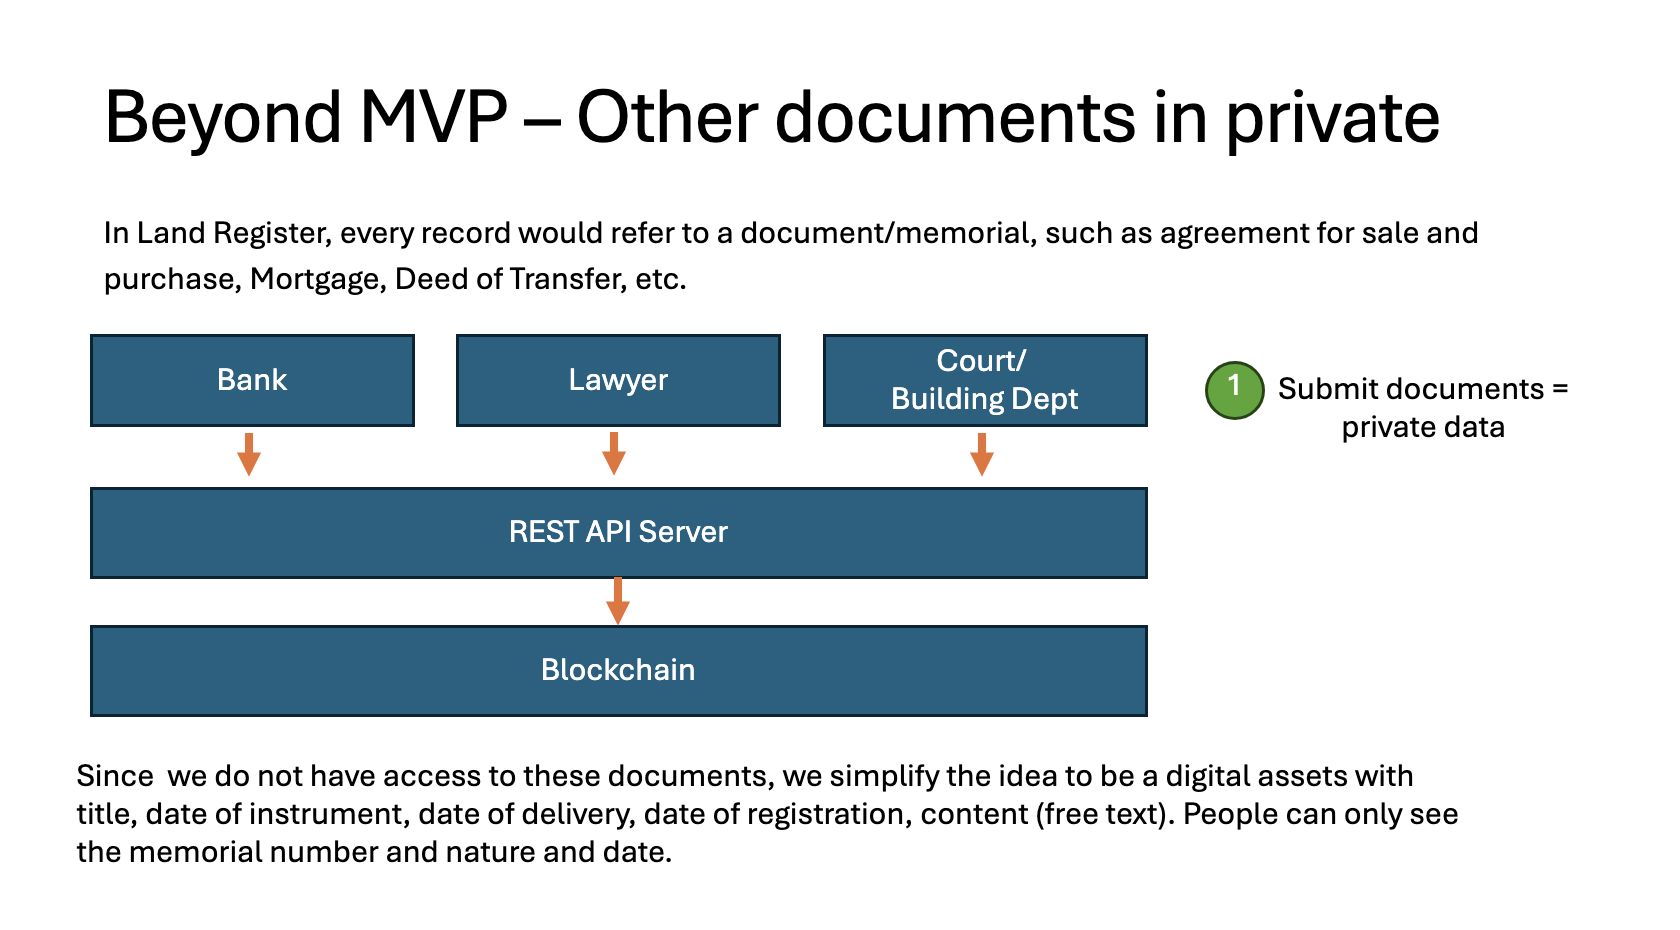 Beyond MVP – Other documents in private
In Land Register, every record would refer to a document/memorial, such as agreement for sale and
purchase, Mortgage, Deed of Transfer, etc.
Bank
Lawyer
Court/
Building Dept
1
Submit documents =
private data
REST API Server
Blockchain
Since  we do not have access to these documents, we simplify the idea to be a digital assets with
title, date of instrument, date of delivery, date of registration, content (free text). People can only see
the memorial number and nature and date.